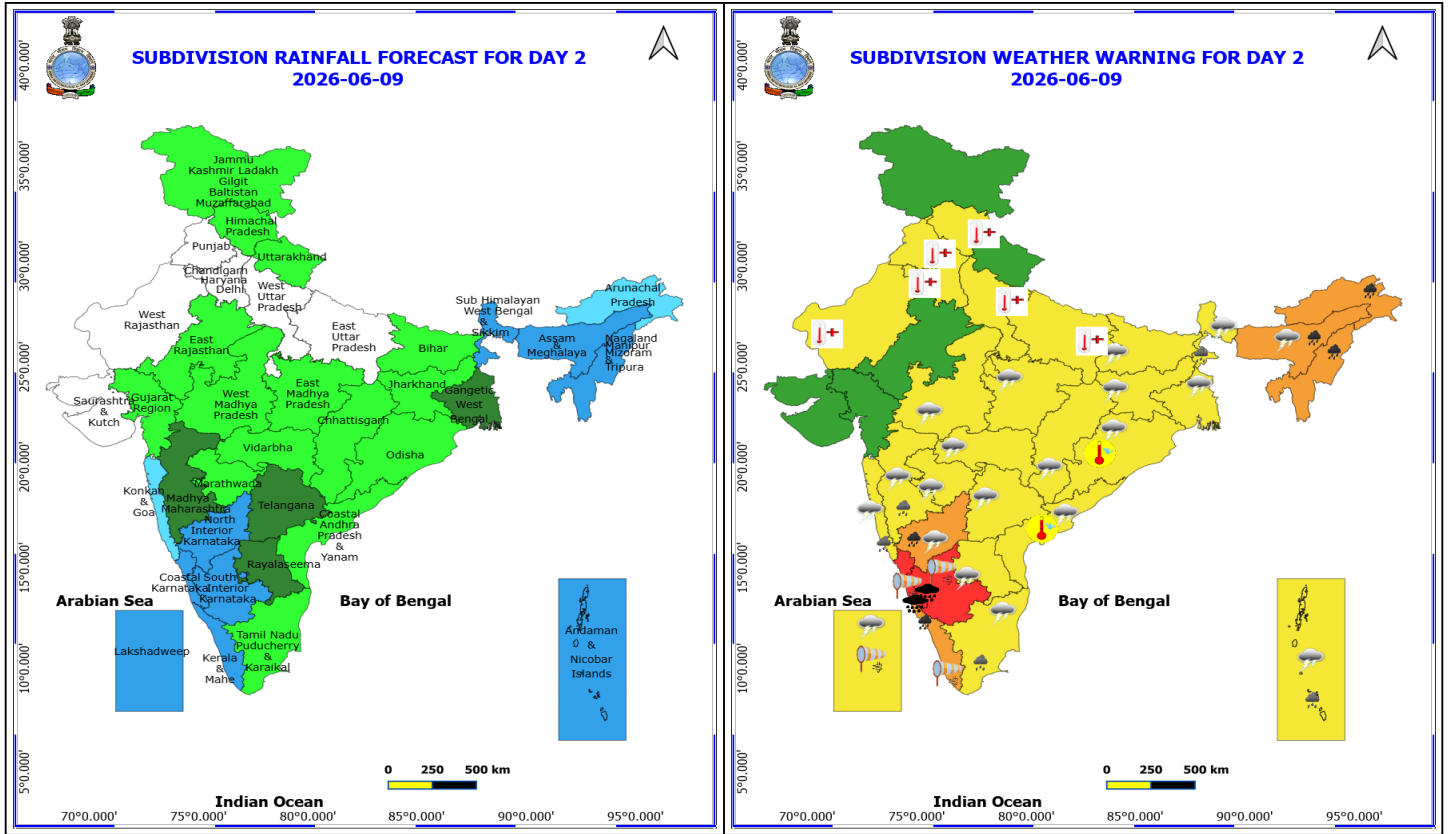 SUBDIVISION RAINFALL FORECAST FOR DAY 2
2026-06-09
40°0.000'
35°0.000'
30°0.000'
25°0.000'
20°0.000'
15°0.000'
10°0.000'
5°0.000'
Jammu
Kashmir Ladakh
Gilgit
Baltistan
Muzaffarabad
Himachal
Pradesh
Punjab
Uttarakhand
Chandigarh
Haryana
Delhi
West
Uttar
Pradesh
West
Rajasthan
East
Uttar
Pradesh
East
Rajasthan
Bihar
Sub Himalayan
West Bengal
&
Sikkim
Arunachal
Pradesh
Assam
&
Meghalaya
Nagaland
Manipur
Mizoram
&
Tripura
Saurashtra
&
Kutch
Gujarat
Region
West
Madhya
Pradesh
East
Madhya
Pradesh
Jharkhand
Gangetic
West
Bengal
Chhattisgarh
Odisha
Vidarbha
Marathwada
Konkan
&
Goa
Madhya
Maharashtra
Telangana
North
Interior
Karnataka
Coastal
Andhra
Pradesh
&
Yanam
Rayalaseema
Coastal
Karnataka
South
Interior
Karnataka
Arabian Sea
Bay of Bengal
Lakshadweep
Kerala
&
Mahe
Tamil Nadu
Puducherry
&
Karaikal
Andaman
&
Nicobar
Islands
0 250 500 km
Indian Ocean
70°0.000' 75°0.000' 80°0.000' 85°0.000' 90°0.000' 95°0.000'
SUBDIVISION WEATHER WARNING FOR DAY 2
2026-06-09
40°0.000'
35°0.000'
30°0.000'
25°0.000'
20°0.000'
15°0.000'
10°0.000'
5°0.000'
Arabian Sea
Bay of Bengal
0 250 500 km
Indian Ocean
70°0.000' 75°0.000' 80°0.000' 85°0.000' 90°0.000' 95°0.000'